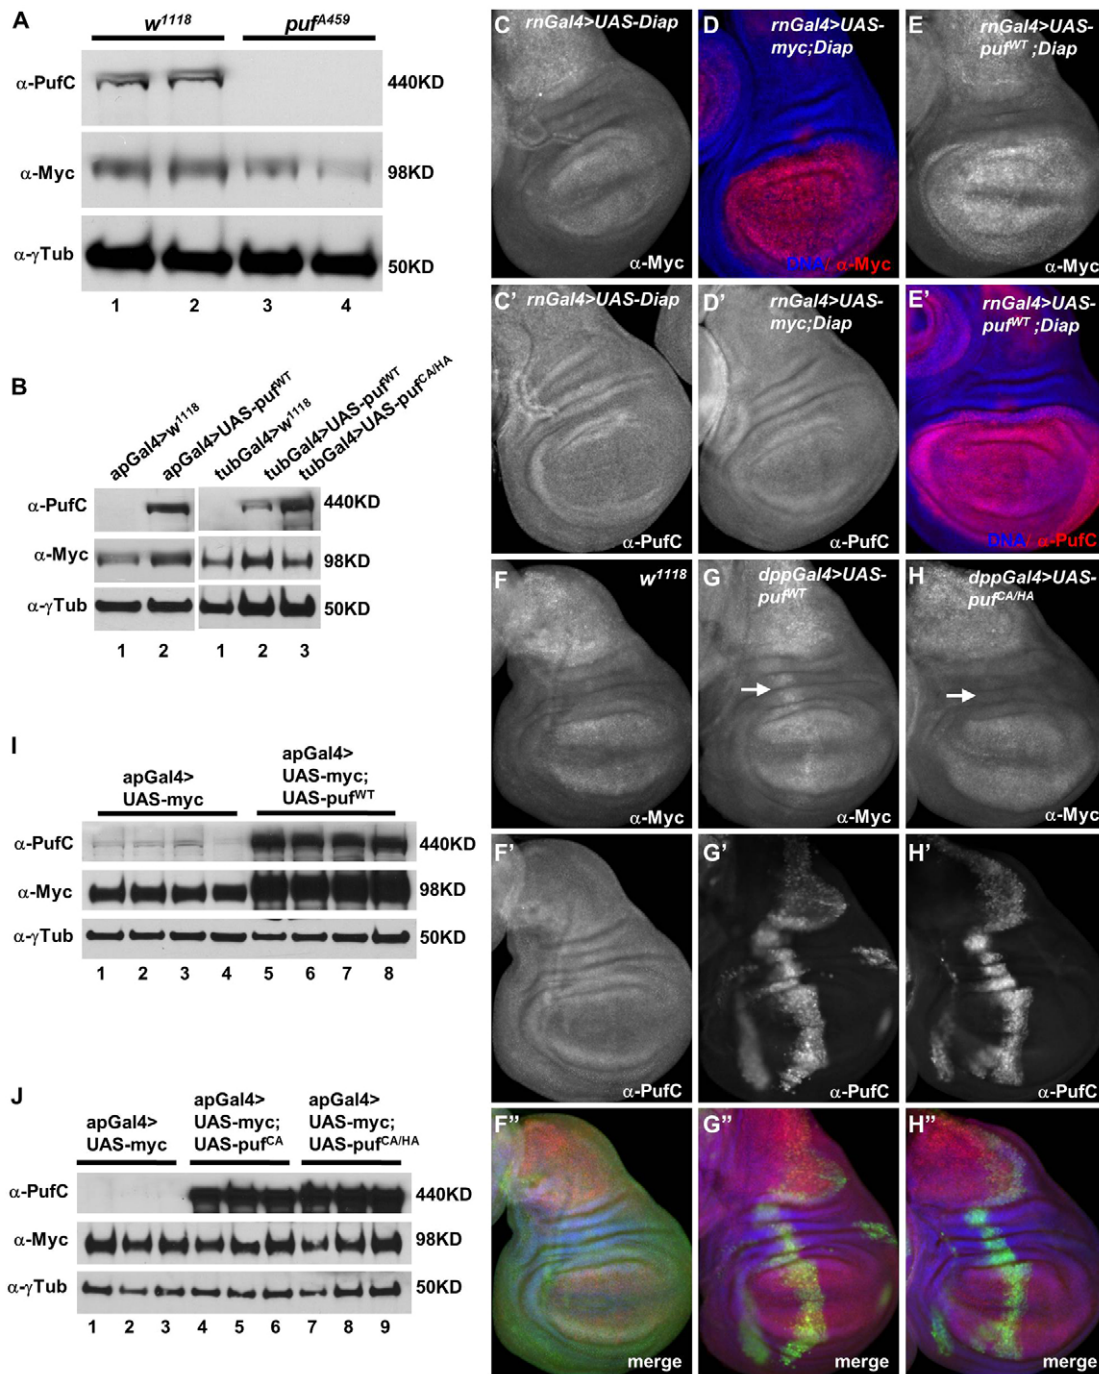 A
w1118 pufA459
α-PufC 440KD
α-Myc 98KD
α-γTub 50KD
1 2 3 4
B
apGal4>w1118
apGal4>UAS-pufWT
tubGal4>w1118
tubGal4>UAS-pufWT
tubGal4>UAS-pufCA/HA
α-PufC 440KD
α-Myc 98KD
α-γTub 50KD
1 2 1 2 3
I
apGal4>
UAS-myc
apGal4>
UAS-myc;
UAS-pufWT
α-PufC 440KD
α-Myc 98KD
α-γTub 50KD
1 2 3 4 5 6 7 8
J
apGal4>
UAS-myc
apGal4>
UAS-myc;
UAS-pufCA
apGal4>
UAS-myc;
UAS-pufCA/HA
α-PufC 440KD
α-Myc 98KD
α-γTub 50KD
1 2 3 4 5 6 7 8 9
C rnGal4>UAS-Diap
α-Myc
D rnGal4>UAS-
myc;Diap
DNA/ α-Myc
E rnGal4>UAS-
pufWT ;Diap
α-Myc
C’ rnGal4>UAS-Diap
α-PufC
D’ rnGal4>UAS-
myc;Diap
α-PufC
E’ rnGal4>UAS-
pufWT ;Diap
DNA/ α-PufC
F w1118
α-Myc
G dppGal4>UAS-
pufWT
α-Myc
H dppGal4>UAS-
pufCA/HA
α-Myc
F’
α-PufC
G’
α-PufC
H’
α-PufC
F”
merge
G”
merge
H”
merge